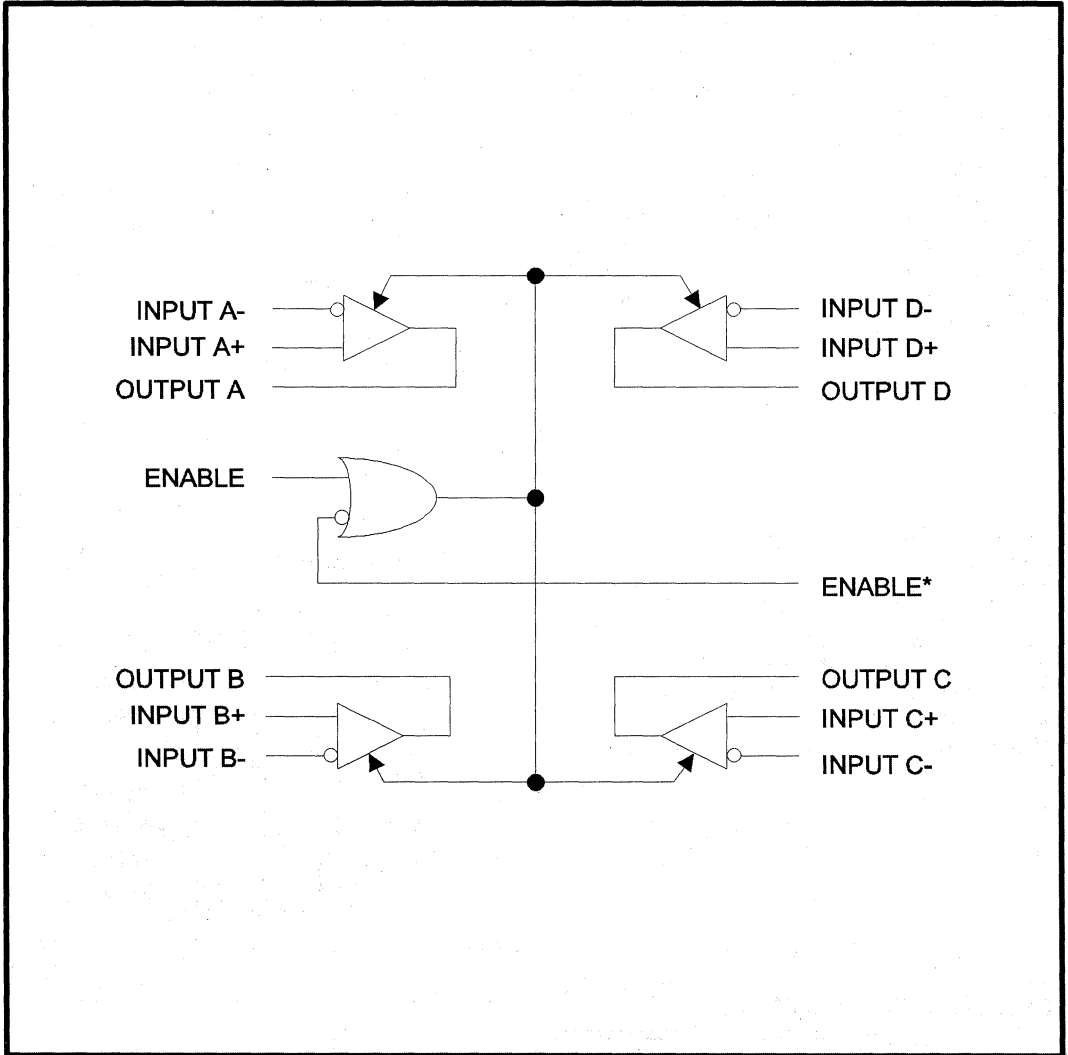 INPUT A-
INPUT A+
OUTPUT A
ENABLE
OUTPUT B
INPUT B+
INPUT B-
INPUT D-
INPUT D+
OUTPUT D
ENABLE*
OUTPUT C
INPUT C+
INPUT C-